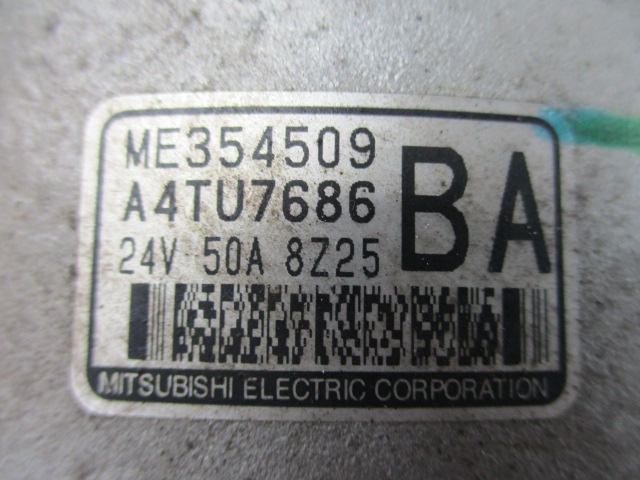 ME354509
A4TU7686
BA
24V 50A 8Z25
MITSUBISHI ELECTRIC CORPORATION